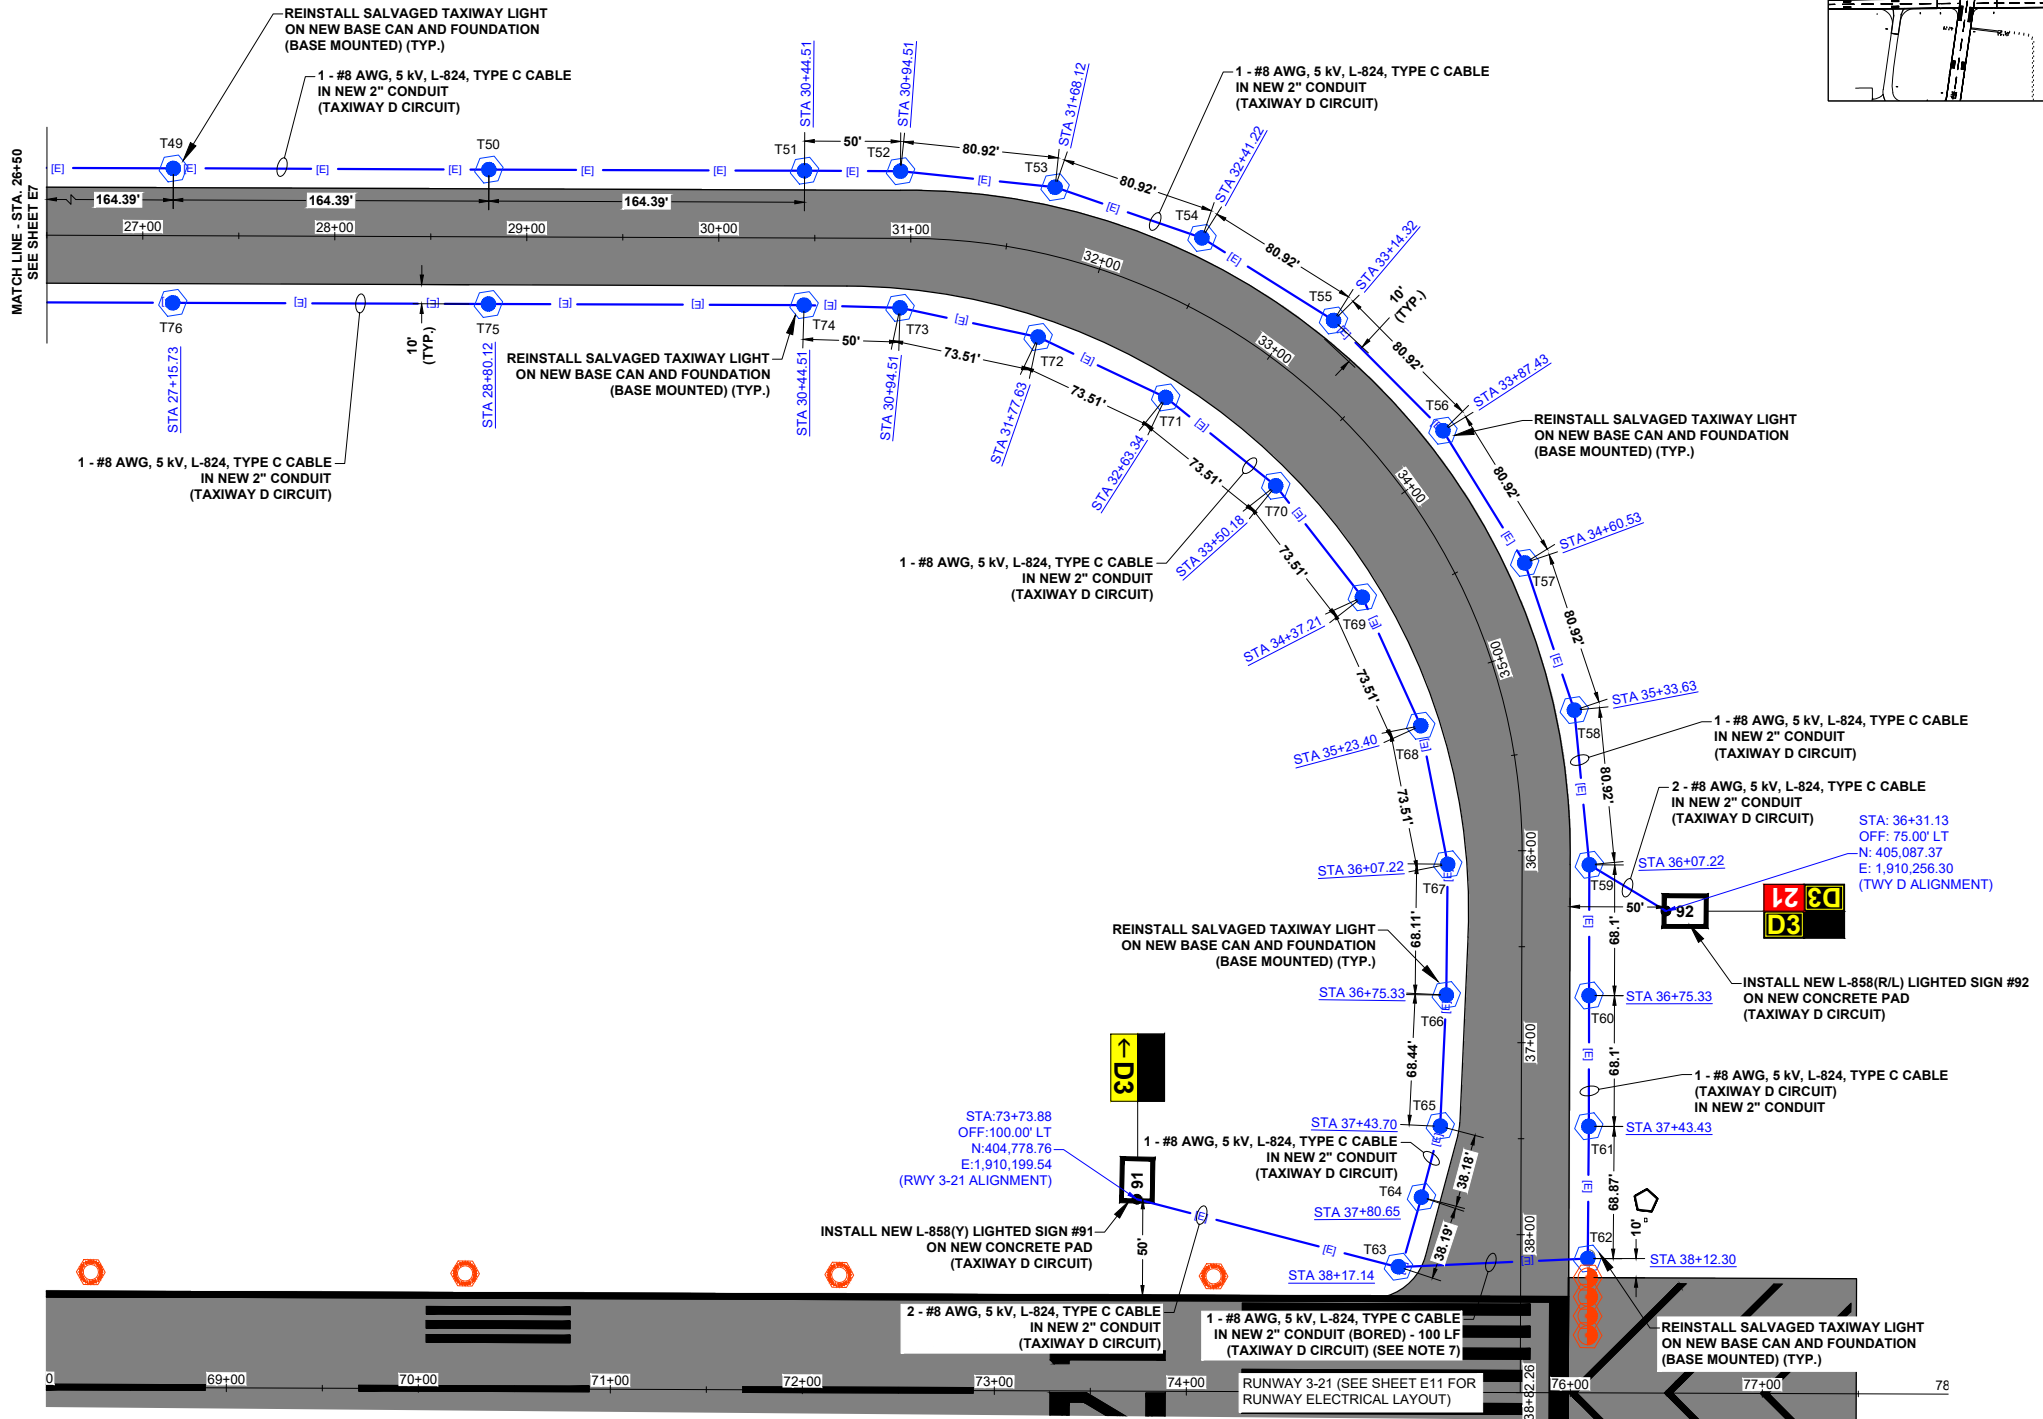 REINSTALL SALVAGED TAXIWAY LIGHT
ON NEW BASE CAN AND FOUNDATION
(BASE MOUNTED) (TYP.)
1 - #8 AWG, 5 kV, L-824, TYPE C CABLE
IN NEW 2" CONDUIT
(TAXIWAY D CIRCUIT)
STA 30+44.51
STA 30+94.51
STA 31+68.12
1 - #8 AWG, 5 kV, L-824, TYPE C CABLE
IN NEW 2" CONDUIT
(TAXIWAY D CIRCUIT)
STA 32+41.22
STA 33+14.32
MATCH LINE - STA. 26+50
SEE SHEET E7
T49
T50
T51
50'
T52
80.92'
T53
80.92'
T54
80.92'
T55
10'
(TYP.)
80.92'
164.39'
164.39'
164.39'
27+00
28+00
29+00
30+00
31+00
32+00
33+00
34+00
35+00
36+00
37+00
38+00
38+82.26
[E]
T76
T75
T74
T73
T72
T71
T70
T69
T68
T67
T66
T65
T64
T63
STA 27+15.73
STA 28+80.12
10'
(TYP.)
STA 30+44.51
50'
STA 30+94.51
73.51'
STA 31+77.63
73.51'
STA 32+63.34
73.51'
STA 33+50.18
73.51'
STA 34+37.21
73.51'
STA 35+23.40
73.51'
STA 36+07.22
68.11'
STA 36+75.33
68.44'
STA 37+43.70
38.18'
STA 37+80.65
38.19'
STA 38+17.14
REINSTALL SALVAGED TAXIWAY LIGHT
ON NEW BASE CAN AND FOUNDATION
(BASE MOUNTED) (TYP.)
1 - #8 AWG, 5 kV, L-824, TYPE C CABLE
IN NEW 2" CONDUIT
(TAXIWAY D CIRCUIT)
1 - #8 AWG, 5 kV, L-824, TYPE C CABLE
IN NEW 2" CONDUIT
(TAXIWAY D CIRCUIT)
STA 33+87.43
T56
REINSTALL SALVAGED TAXIWAY LIGHT
ON NEW BASE CAN AND FOUNDATION
(BASE MOUNTED) (TYP.)
80.92'
STA 34+60.53
T57
80.92'
STA 35+33.63
T58
1 - #8 AWG, 5 kV, L-824, TYPE C CABLE
IN NEW 2" CONDUIT
(TAXIWAY D CIRCUIT)
80.92'
2 - #8 AWG, 5 kV, L-824, TYPE C CABLE
IN NEW 2" CONDUIT
(TAXIWAY D CIRCUIT)
STA: 36+31.13
OFF: 75.00' LT
N: 405,087.37
E: 1,910,256.30
(TWY D ALIGNMENT)
STA 36+07.22
T59
50'
92
21
D3
D3
68.1'
INSTALL NEW L-858(R/L) LIGHTED SIGN #92
ON NEW CONCRETE PAD
(TAXIWAY D CIRCUIT)
STA 36+75.33
T60
68.1'
1 - #8 AWG, 5 kV, L-824, TYPE C CABLE
(TAXIWAY D CIRCUIT)
IN NEW 2" CONDUIT
STA 37+43.43
T61
68.87'
10'
T62
STA 38+12.30
REINSTALL SALVAGED TAXIWAY LIGHT
ON NEW BASE CAN AND FOUNDATION
(BASE MOUNTED) (TYP.)
REINSTALL SALVAGED TAXIWAY LIGHT
ON NEW BASE CAN AND FOUNDATION
(BASE MOUNTED) (TYP.)
←D3
STA:73+73.88
OFF:100.00' LT
N:404,778.76
E:1,910,199.54
(RWY 3-21 ALIGNMENT)
1 - #8 AWG, 5 kV, L-824, TYPE C CABLE
IN NEW 2" CONDUIT
(TAXIWAY D CIRCUIT)
91
INSTALL NEW L-858(Y) LIGHTED SIGN #91
ON NEW CONCRETE PAD
(TAXIWAY D CIRCUIT)
50'
2 - #8 AWG, 5 kV, L-824, TYPE C CABLE
IN NEW 2" CONDUIT
(TAXIWAY D CIRCUIT)
1 - #8 AWG, 5 kV, L-824, TYPE C CABLE
IN NEW 2" CONDUIT (BORED) - 100 LF
(TAXIWAY D CIRCUIT) (SEE NOTE 7)
RUNWAY 3-21 (SEE SHEET E11 FOR
RUNWAY ELECTRICAL LAYOUT)
0
69+00
70+00
71+00
72+00
73+00
74+00
76+00
77+00
78